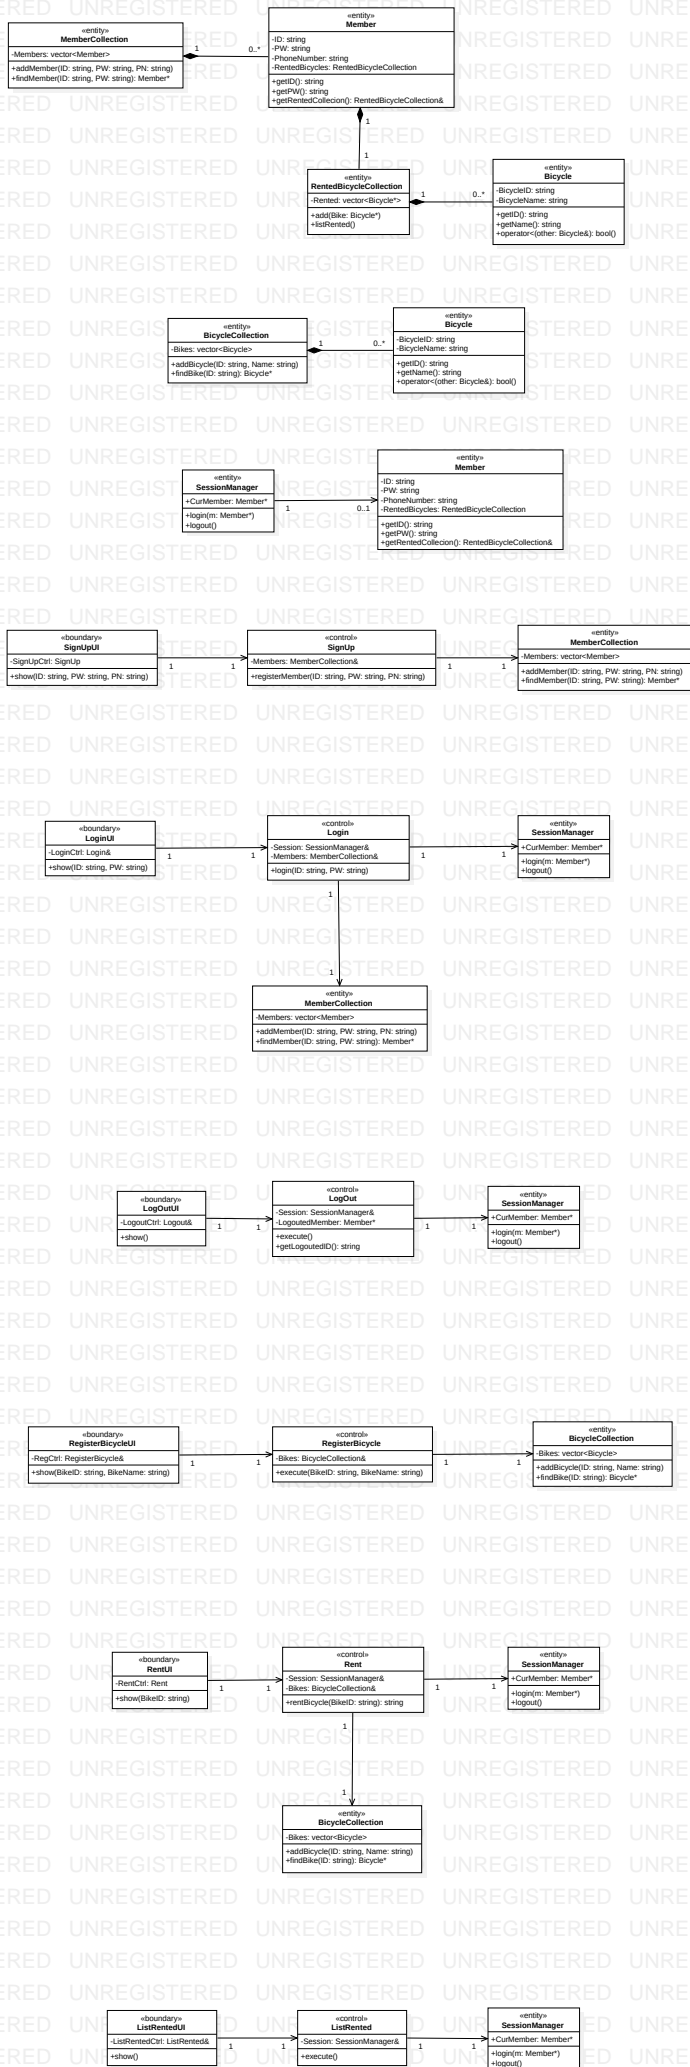 «entity»
MemberCollection
-Members: vector<Member>
+addMember(ID: string, PW: string, PN: string)
+findMember(ID: string, PW: string): Member*
1
0..*
«entity»
Member
-ID: string
-PW: string
-PhoneNumber: string
-RentedBicycles: RentedBicycleCollection
+getID(): string
+getPW(): string
+getRentedCollecion(): RentedBicycleCollection&
1
1
«entity»
RentedBicycleCollection
-Rented: vector<Bicycle*>
+add(Bike: Bicycle*)
+listRented()
1
0..*
«entity»
Bicycle
-BicycleID: string
-BicycleName: string
+getID(): string
+getName(): string
+operator<(other: Bicycle&): bool()
«entity»
BicycleCollection
-Bikes: vector<Bicycle>
+addBicycle(ID: string, Name: string)
+findBike(ID: string): Bicycle*
1
0..*
«entity»
Bicycle
-BicycleID: string
-BicycleName: string
+getID(): string
+getName(): string
+operator<(other: Bicycle&): bool()
«entity»
SessionManager
+CurMember: Member*
+login(m: Member*)
+logout()
1
0..1
«entity»
Member
-ID: string
-PW: string
-PhoneNumber: string
-RentedBicycles: RentedBicycleCollection
+getID(): string
+getPW(): string
+getRentedCollecion(): RentedBicycleCollection&
«boundary»
SignUpUI
-SignUpCtrl: SignUp
+show(ID: string, PW: string, PN: string)
1
1
«control»
SignUp
-Members: MemberCollection&
+registerMember(ID: string, PW: string, PN: string)
1
1
«entity»
MemberCollection
-Members: vector<Member>
+addMember(ID: string, PW: string, PN: string)
+findMember(ID: string, PW: string): Member*
«boundary»
LoginUI
-LoginCtrl: Login&
+show(ID: string, PW: string)
1
1
«control»
Login
-Session: SessionManager&
-Members: MemberCollection&
+login(ID: string, PW: string)
1
1
«entity»
SessionManager
+CurMember: Member*
+login(m: Member*)
+logout()
1
1
«entity»
MemberCollection
-Members: vector<Member>
+addMember(ID: string, PW: string, PN: string)
+findMember(ID: string, PW: string): Member*
«boundary»
LogOutUI
-LogoutCtrl: Logout&
+show()
1
1
«control»
LogOut
-Session: SessionManager&
-LogoutedMember: Member*
+execute()
+getLogoutedID(): string
1
1
«entity»
SessionManager
+CurMember: Member*
+login(m: Member*)
+logout()
«boundary»
RegisterBicycleUI
-RegCtrl: RegisterBicycle&
+show(BikeID: string, BikeName: string)
1
1
«control»
RegisterBicycle
-Bikes: BicycleCollection&
+execute(BikeID: string, BikeName: string)
1
1
«entity»
BicycleCollection
-Bikes: vector<Bicycle>
+addBicycle(ID: string, Name: string)
+findBike(ID: string): Bicycle*
«boundary»
RentUI
-RentCtrl: Rent
+show(BikeID: string)
1
1
«control»
Rent
-Session: SessionManager&
-Bikes: BicycleCollection&
+rentBicycle(BikeID: string): string
1
1
«entity»
SessionManager
+CurMember: Member*
+login(m: Member*)
+logout()
1
1
«entity»
BicycleCollection
-Bikes: vector<Bicycle>
+addBicycle(ID: string, Name: string)
+findBike(ID: string): Bicycle*
«boundary»
ListRentedUI
-ListRentedCtrl: ListRented&
+show()
1
1
«control»
ListRented
-Session: SessionManager&
+execute()
1
1
«entity»
SessionManager
+CurMember: Member*
+login(m: Member*)
+logout()